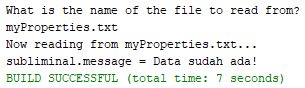 What is the name of the file to read from?
myProperties.txt
Now reading from myProperties.txt...
subliminal.message = Data sudah ada!
BUILD SUCCESSFUL (total time: 7 seconds)